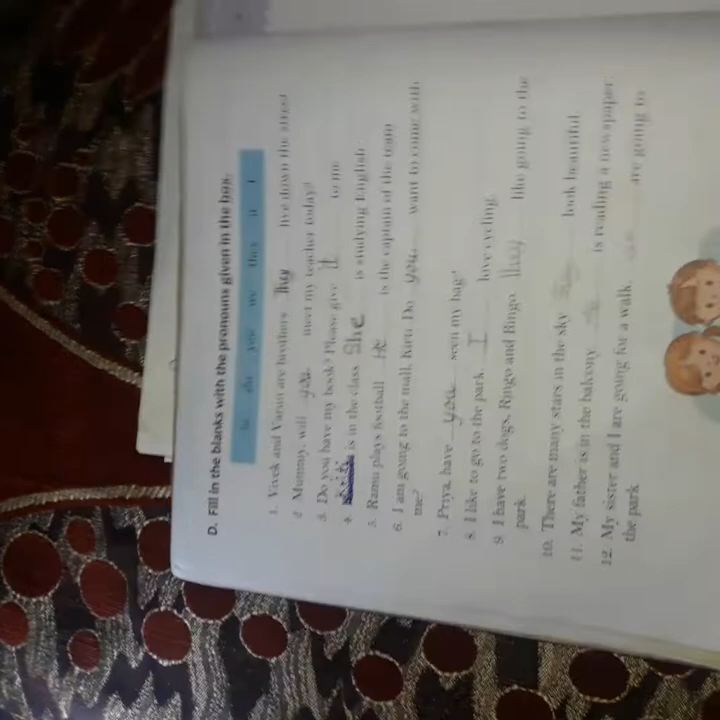 D. Fill in the blanks with the pronouns given in the box.
he she you we they it I
1. Vivek and Varun are brothers. They live down the street
2. Mummy, will you meet my teacher today?
3. Do you have my book? Please give it to me
4. is in the class She is studying English
5. Ramu plays football He is the captain of the team
6. I am going to the mall, Kirti. Do you want to come with
me?
7. Priya, have you seen my bag?
8. I like to go to the park I love cycling
9. I have two dogs, Ringo and Bingo they like going to the
park
10. There are many stars in the sky look beautiful
11. My father is in the balcony is reading a newspaper
12. My sister and I are going for a walk. are going to
the park